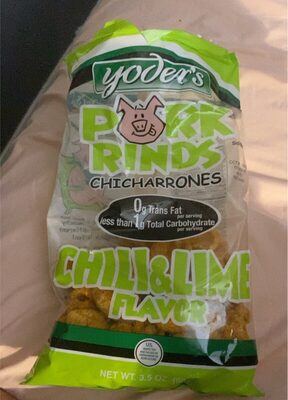 yoder's
PORK
RINDS
CHICHARRONES
0g Trans Fat
per serving
less than 1g Total Carbohydrate
per serving
CHILI & LIME
FLAVOR
U.S.
NET WT. 3.5 OZ.